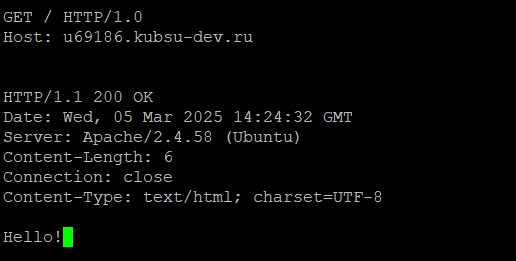 GET / HTTP/1.0
Host: u69186.kubsu-dev.ru
HTTP/1.1 200 OK
Date: Wed, 05 Mar 2025 14:24:32 GMT
Server: Apache/2.4.58 (Ubuntu)
Content-Length: 6
Connection: close
Content-Type: text/html; charset=UTF-8
Hello!